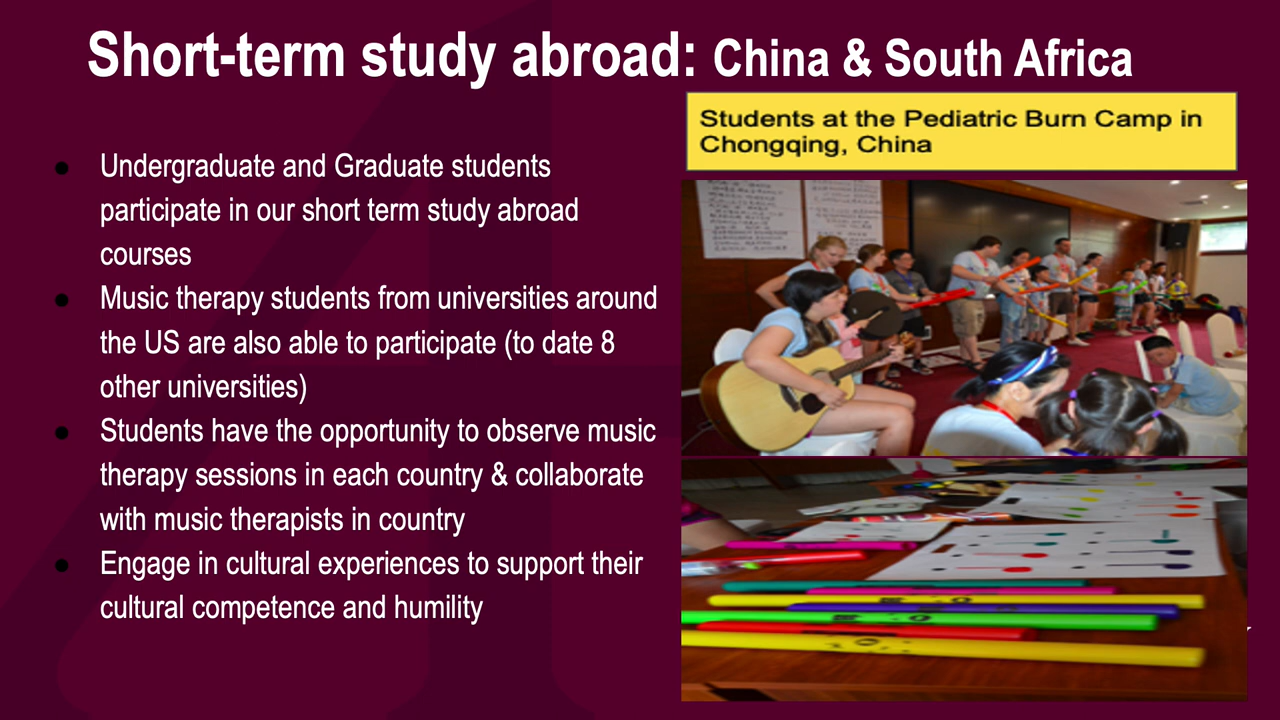 Short-term study abroad: China & South Africa
Students at the Pediatric Burn Camp in
Chongqing, China
● Undergraduate and Graduate students
participate in our short term study abroad
courses
● Music therapy students from universities around
the US are also able to participate (to date 8
other universities)
● Students have the opportunity to observe music
therapy sessions in each country & collaborate
with music therapists in country
● Engage in cultural experiences to support their
cultural competence and humility